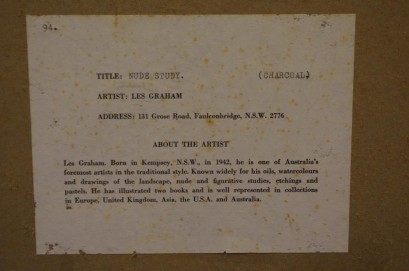 94.
TITLE: NUDE STUDY. (CHARCOAL)
ARTIST: LES GRAHAM
ADDRESS: 131 Grose Road, Faulconbridge, N.S.W. 2776
ABOUT THE ARTIST
Les Graham. Born in Kempsey, N.S.W., in 1942, he is one of Australia's
foremost artists in the traditional style. Known widely for his oils, watercolours
and drawings of the landscape, nude and figurative studies, etchings and
pastels. He has illustrated two books and is well represented in collections
in Europe, United Kingdom, Asia, the U.S.A. and Australia.